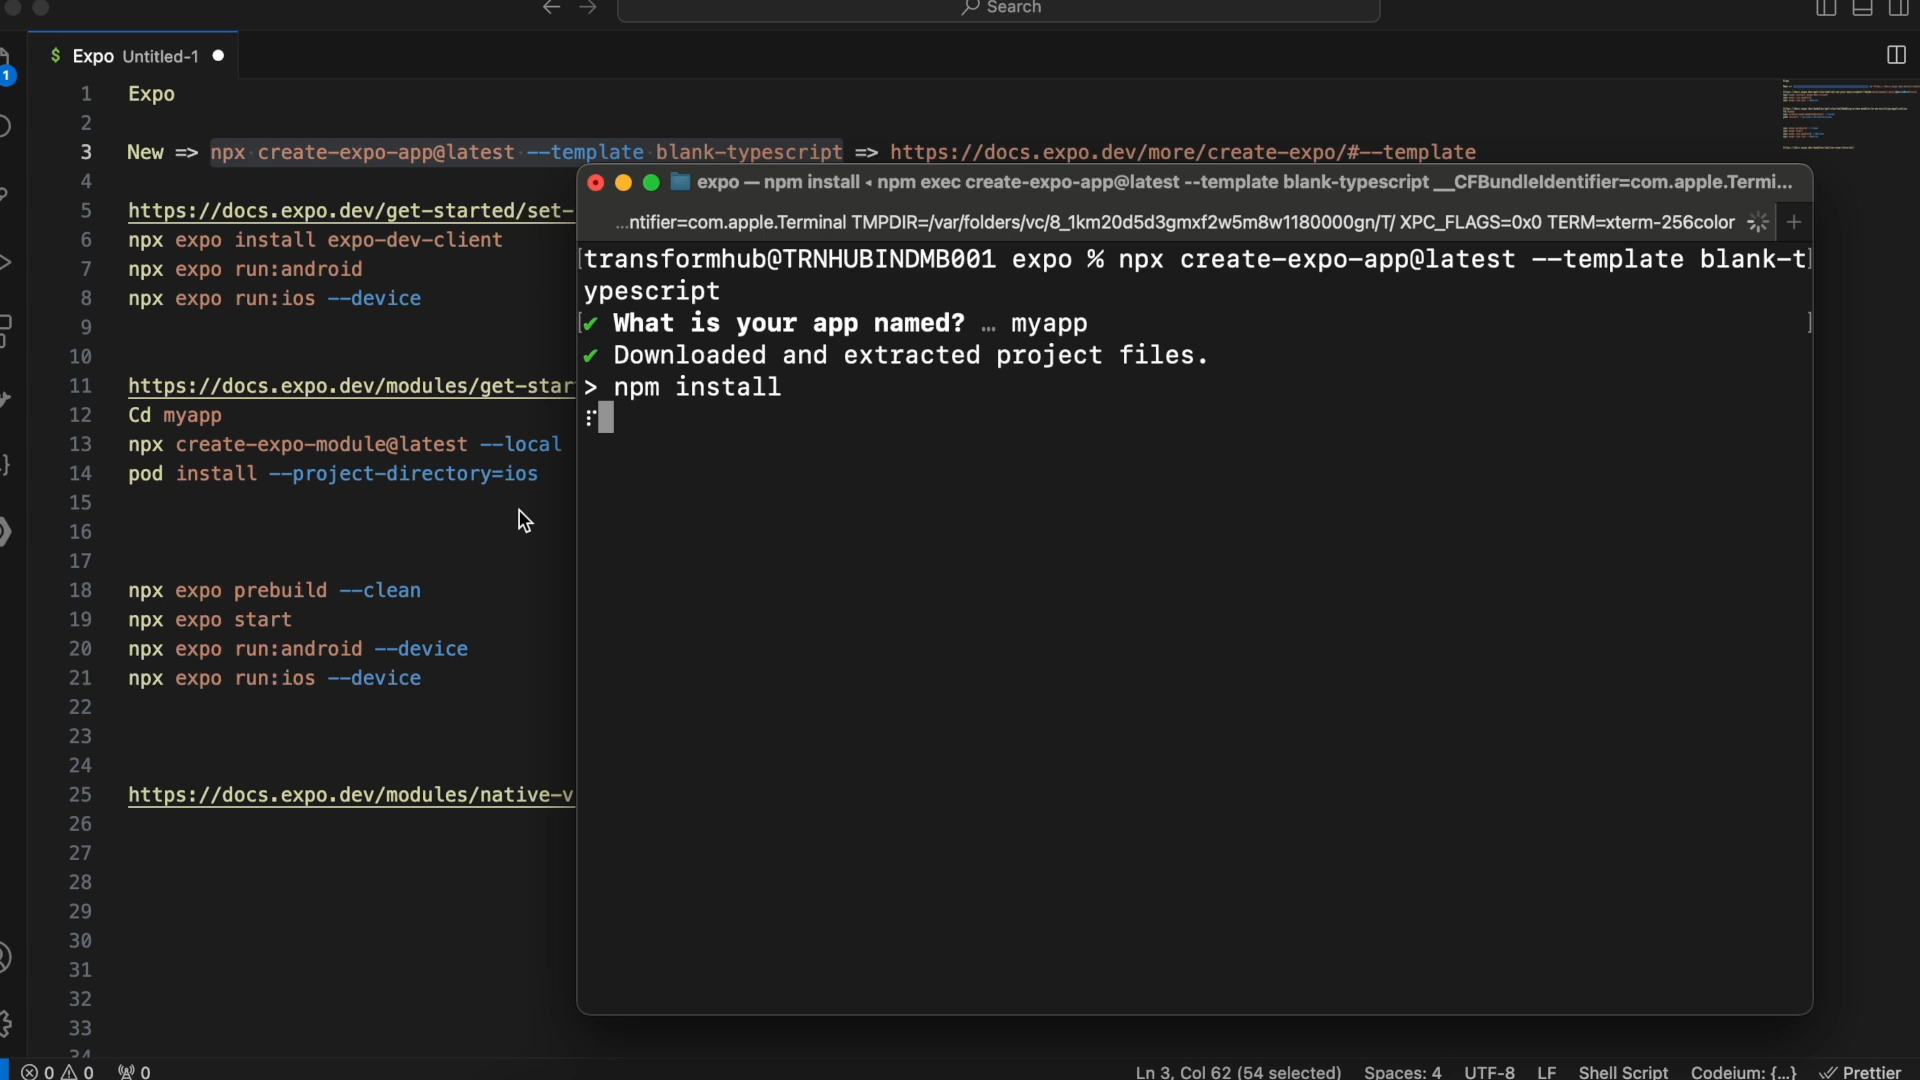 Search
$ Expo Untitled-1
1
1 Expo
2
3 New => npx create-expo-app@latest --template blank-typescript => https://docs.expo.dev/more/create-expo/#--template
4
5 https://docs.expo.dev/get-started/set-
6 npx expo install expo-dev-client
7 npx expo run:android
8 npx expo run:ios --device
9
10
11 https://docs.expo.dev/modules/get-star
12 Cd myapp
13 npx create-expo-module@latest --local
14 pod install --project-directory=ios
15
16
17
18 npx expo prebuild --clean
19 npx expo start
20 npx expo run:android --device
21 npx expo run:ios --device
22
23
24
25 https://docs.expo.dev/modules/native-v
26
27
28
29
30
31
32
33
34
expo — npm install ◂ npm exec create-expo-app@latest --template blank-typescript __CFBundleIdentifier=com.apple.Termi...
...ntifier=com.apple.Terminal TMPDIR=/var/folders/vc/8_1km20d5d3gmxf2w5m8w1180000gn/T/ XPC_FLAGS=0x0 TERM=xterm-256color
[transformhub@TRNHUBINDMB001 expo % npx create-expo-app@latest --template blank-t]
ypescript
[✔ What is your app named? … myapp ]
✔ Downloaded and extracted project files.
> npm install
0 0 0
Ln 3, Col 62 (54 selected) Spaces: 4 UTF-8 LF Shell Script Codeium: {...} Prettier